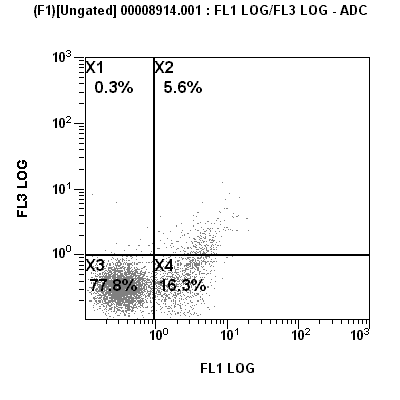 (F1)[Ungated] 00008914.001 : FL1 LOG/FL3 LOG - ADC
10³
X1 X2
0.3% 5.6%
10²
FL3 LOG
10¹
10⁰
X3 X4
77.8% 16.3%
10⁰ 10¹ 10² 10³
FL1 LOG